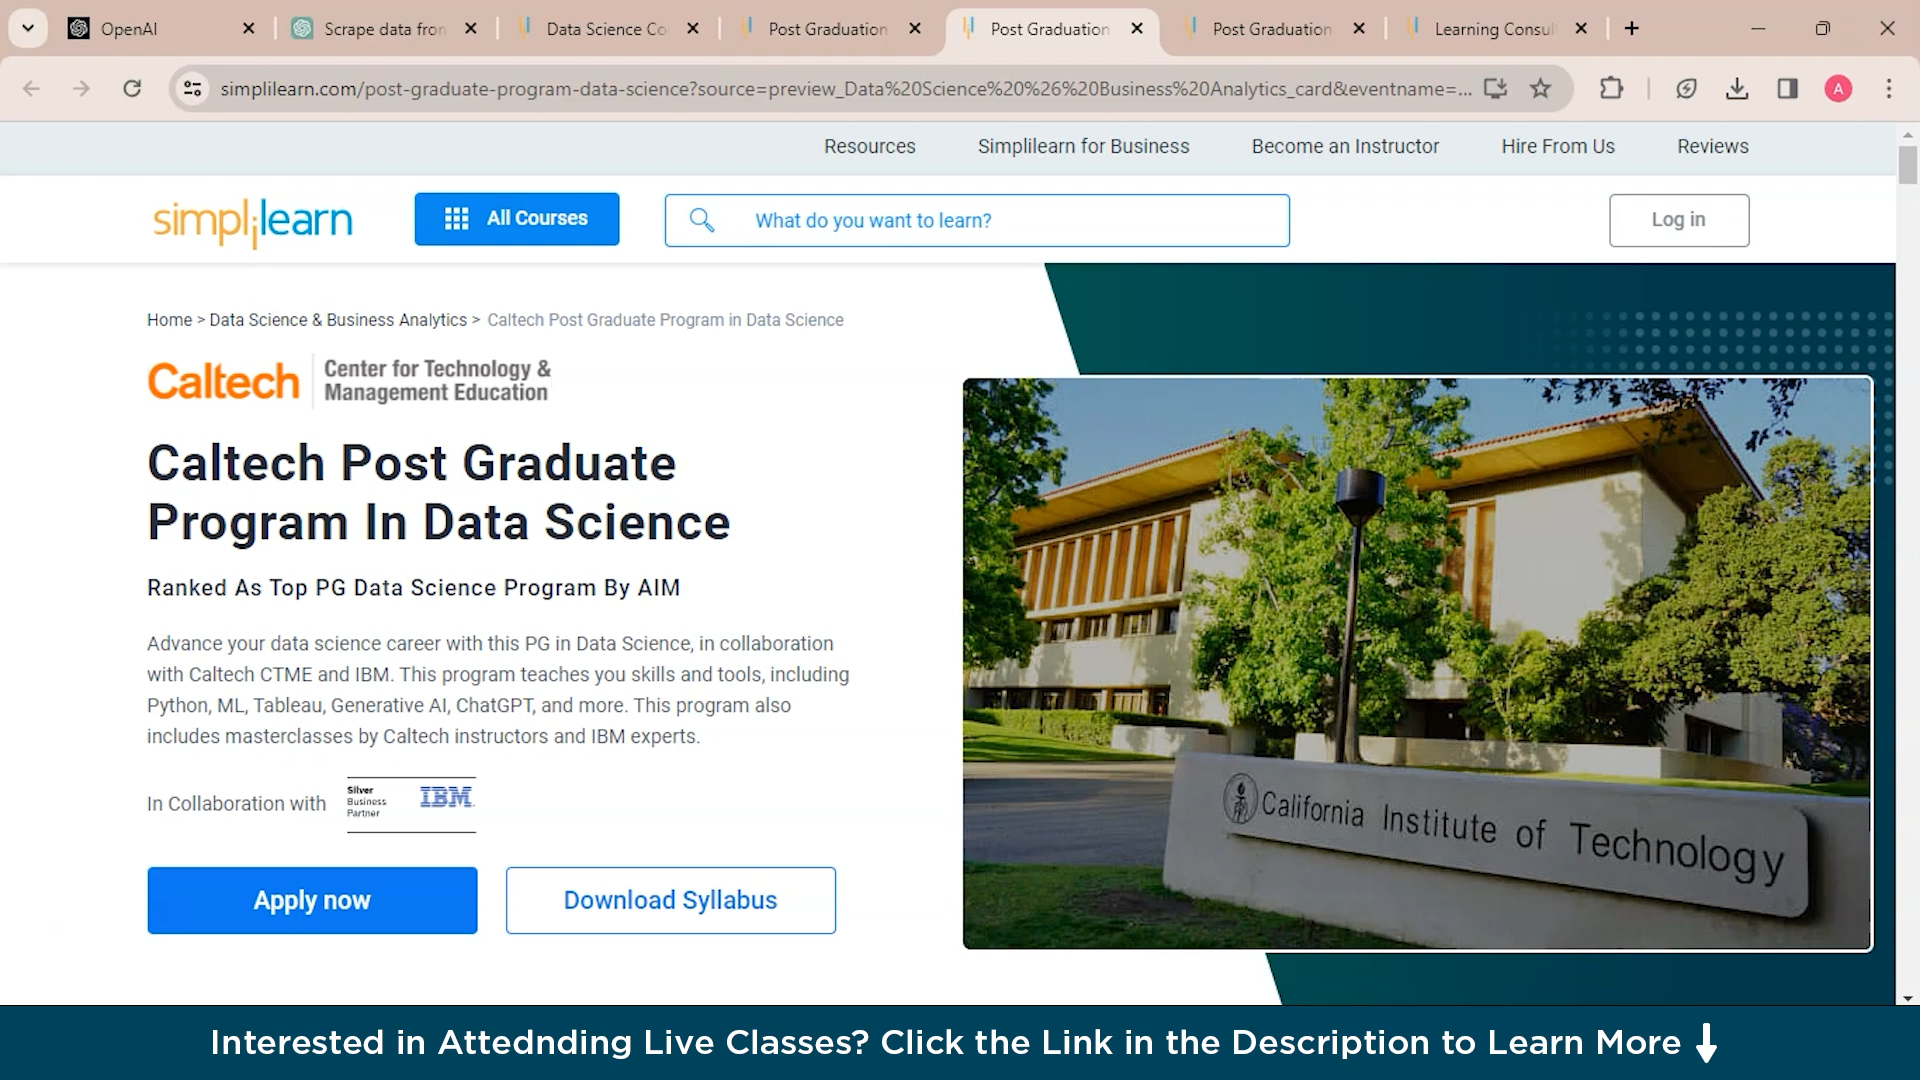 OpenAI
Scrape data fron
Data Science Co
Post Graduation
Post Graduation
Post Graduation
Learning Consul
simplilearn.com/post-graduate-program-data-science?source=preview_Data%20Science%20%26%20Business%20Analytics_card&eventname=...
A
Resources
Simplilearn for Business
Become an Instructor
Hire From Us
Reviews
simplilearn
All Courses
What do you want to learn?
Log in
Home > Data Science & Business Analytics > Caltech Post Graduate Program in Data Science
Caltech
Center for Technology &
Management Education
Caltech Post Graduate
Program In Data Science
Ranked As Top PG Data Science Program By AIM
Advance your data science career with this PG in Data Science, in collaboration
with Caltech CTME and IBM. This program teaches you skills and tools, including
Python, ML, Tableau, Generative AI, ChatGPT, and more. This program also
includes masterclasses by Caltech instructors and IBM experts.
In Collaboration with
Silver
Business
Partner
IBM
Apply now
Download Syllabus
California Institute of Technology
Interested in Attednding Live Classes? Click the Link in the Description to Learn More